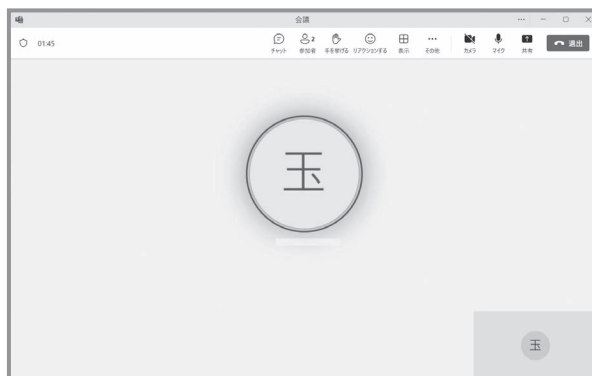 会議
01:45
チャット 参加者 2 手を挙げる リアクションする 表示 その他 カメラ マイク 共有 退出
玉
玉